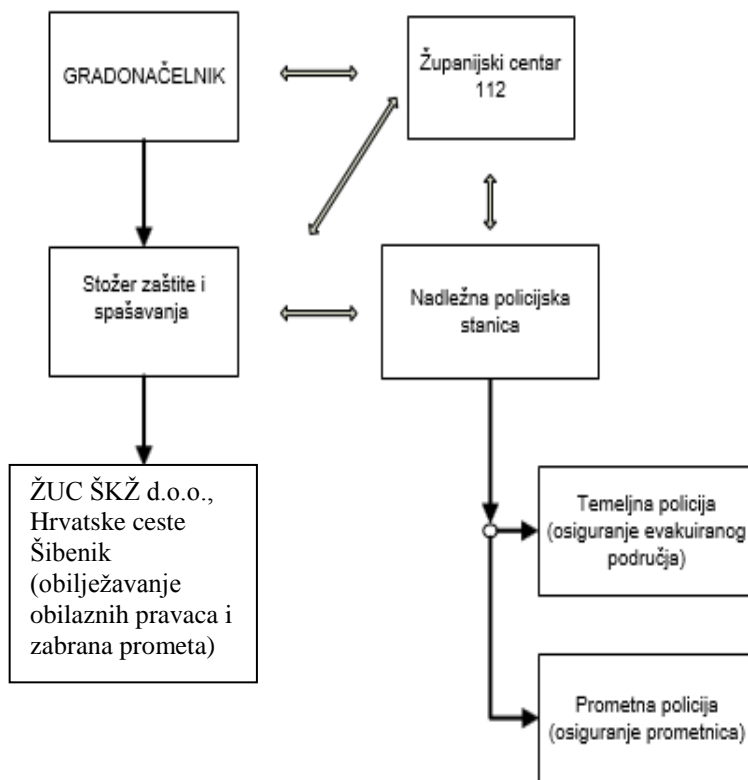 GRADONAČELNIK
Županijski centar
112
Stožer zaštite i
spašavanja
Nadležna policijska
stanica
ŽUC ŠKŽ d.o.o.,
Hrvatske ceste
Šibenik
(obilježavanje
obilaznih pravaca i
zabrana prometa)
Temeljna policija
(osiguranje evakuiranog
područja)
Prometna policija
(osiguranje prometnica)